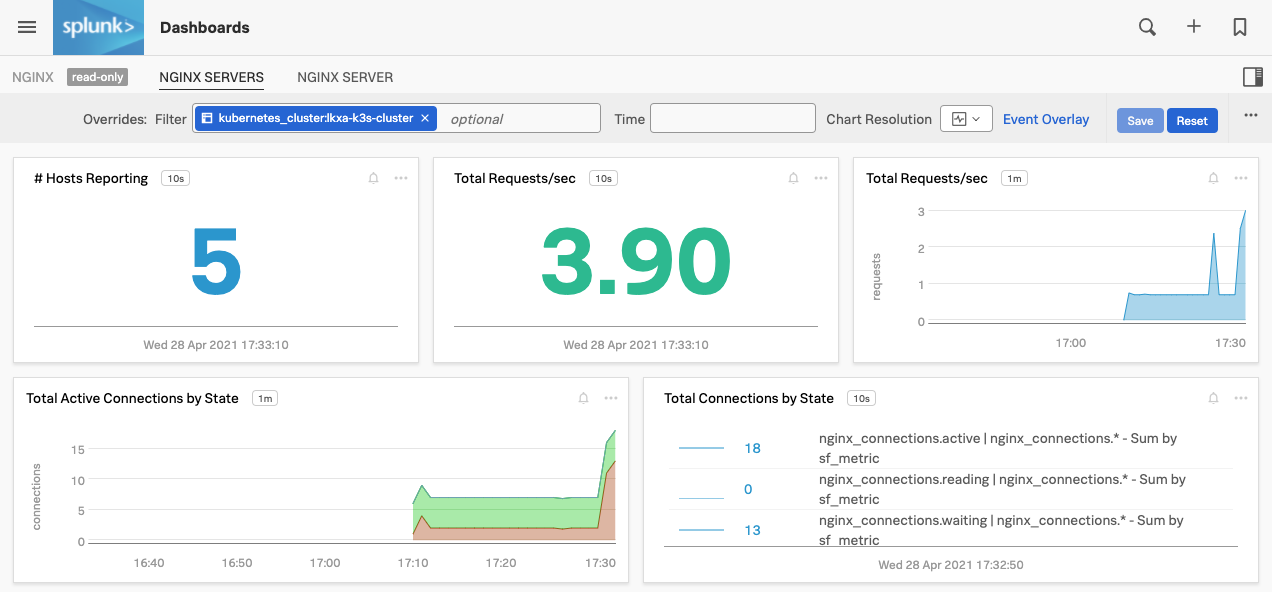 splunk>
Dashboards
NGINX read-only NGINX SERVERS NGINX SERVER
Overrides: Filter kubernetes_cluster:lkxa-k3s-cluster × optional Time Chart Resolution Event Overlay Save Reset
# Hosts Reporting 10s
5
Wed 28 Apr 2021 17:33:10
Total Requests/sec 10s
3.90
Wed 28 Apr 2021 17:33:10
Total Requests/sec 1m
requests
3
2
1
0
17:00 17:30
Total Active Connections by State 1m
connections
15
10
5
0
16:40 16:50 17:00 17:10 17:20 17:30
Total Connections by State 10s
18 nginx_connections.active | nginx_connections.* - Sum by
sf_metric
0 nginx_connections.reading | nginx_connections.* - Sum by
sf_metric
13 nginx_connections.waiting | nginx_connections.* - Sum by
sf_metric
Wed 28 Apr 2021 17:32:50